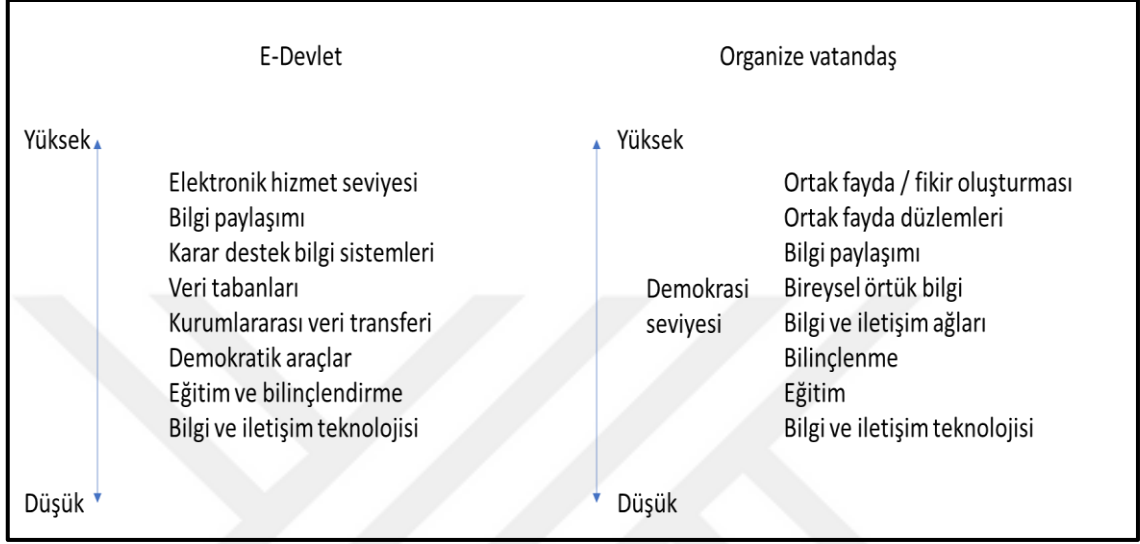 E-Devlet
Yüksek
Elektronik hizmet seviyesi
Bilgi paylaşımı
Karar destek bilgi sistemleri
Veri tabanları
Kurumlararası veri transferi
Demokratik araçlar
Eğitim ve bilinçlendirme
Bilgi ve iletişim teknolojisi
Düşük
Organize vatandaş
Yüksek
Demokrasi
seviyesi
Ortak fayda / fikir oluşturması
Ortak fayda düzlemleri
Bilgi paylaşımı
Bireysel örtük bilgi
Bilgi ve iletişim ağları
Bilinçlenme
Eğitim
Bilgi ve iletişim teknolojisi
Düşük